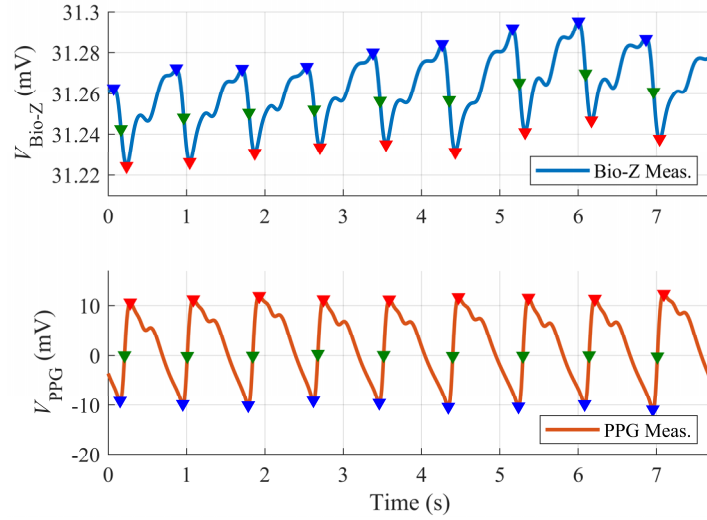 31.3
31.28
31.26
31.24
31.22
V_Bio-Z (mV)
Bio-Z Meas.
0 1 2 3 4 5 6 7
10
0
-10
-20
V_PPG (mV)
PPG Meas.
0 1 2 3 4 5 6 7
Time (s)